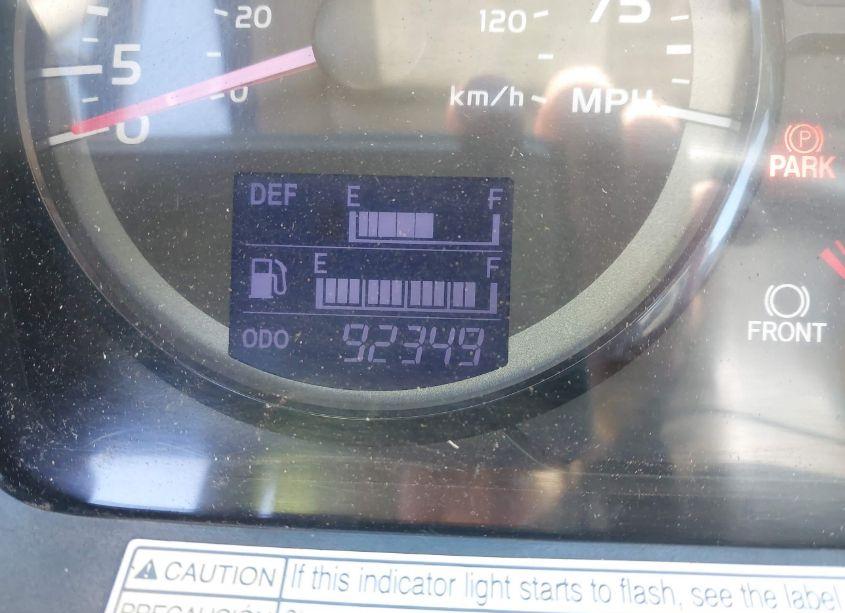 20
120
75
5
0
0
km/h
MPH
PARK
DEF
E
F
E
F
ODO
92349
FRONT
CAUTION
If this indicator light starts to flash, see the label